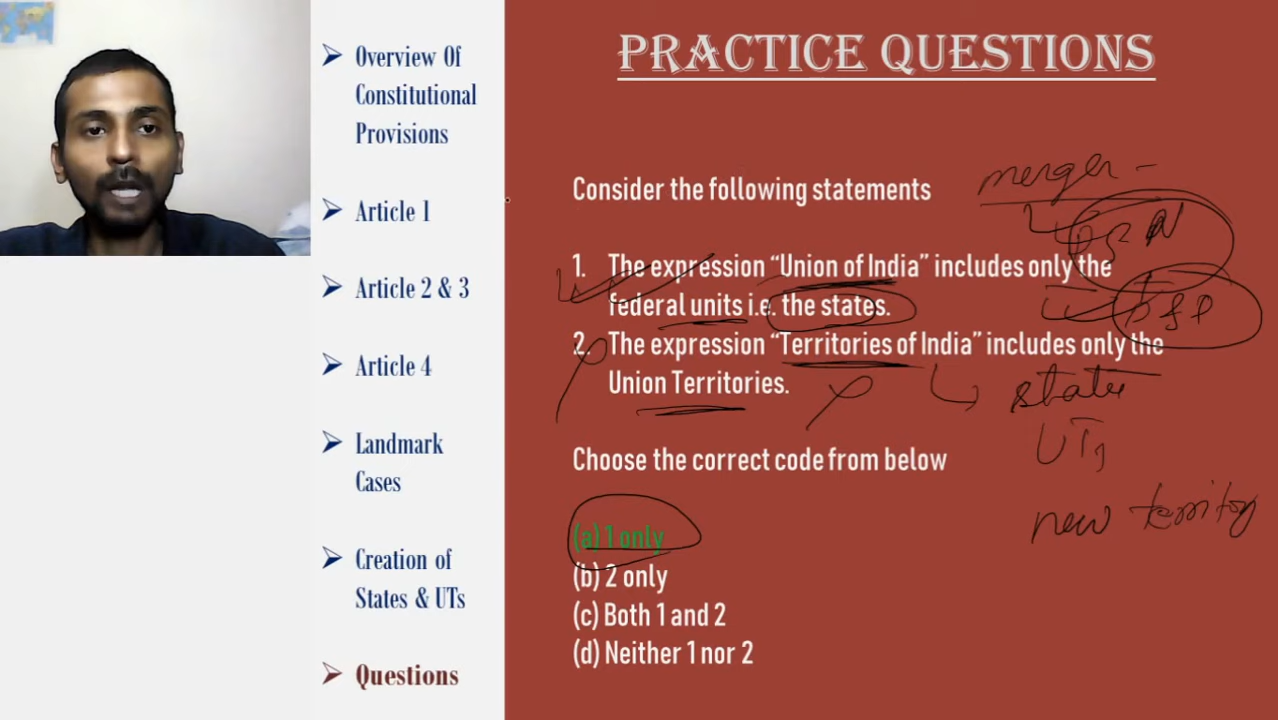 Overview Of
Constitutional
Provisions
Article 1
Article 2 & 3
Article 4
Landmark
Cases
Creation of
States & UTs
Questions
PRACTICE QUESTIONS
Consider the following statements
merger -
1. The expression “Union of India” includes only the
federal units i.e. the states.
2. The expression “Territories of India” includes only the
Union Territories.
states
UTs
Choose the correct code from below
new territory
(a) 1 only
(b) 2 only
(c) Both 1 and 2
(d) Neither 1 nor 2